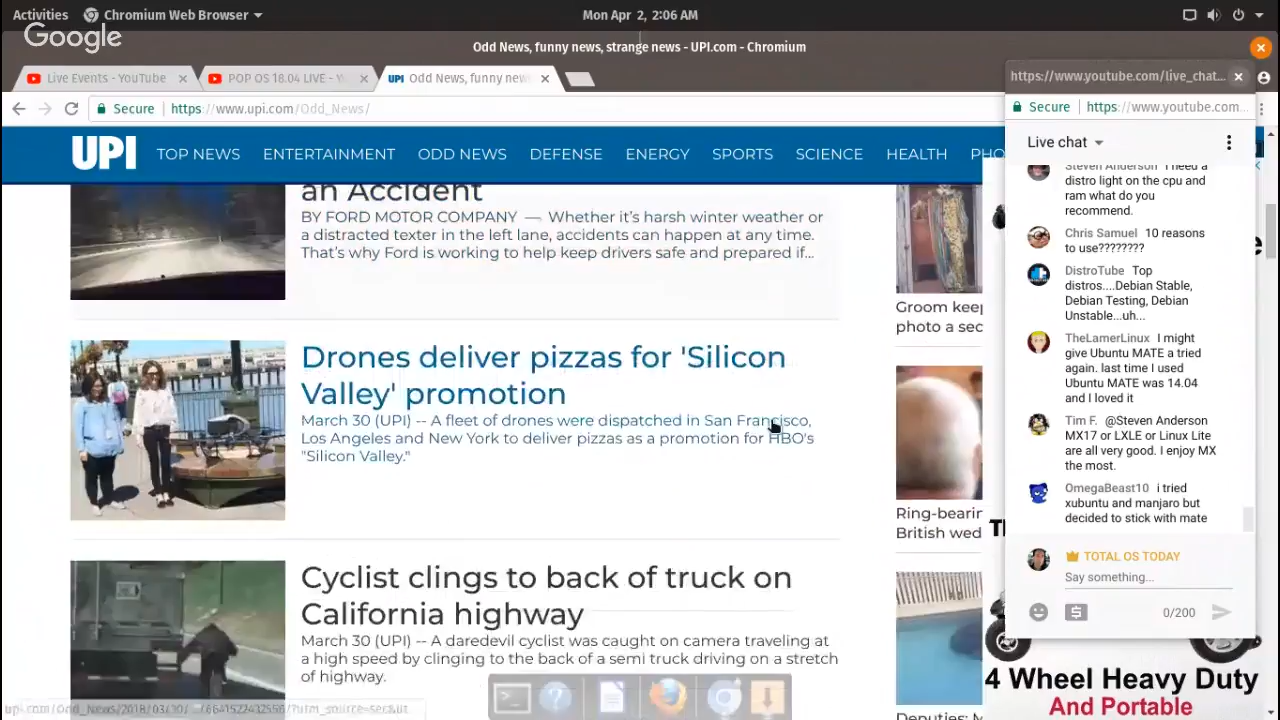 Activities
Chromium Web Browser
Mon Apr 2, 2:06 AM
Google
Odd News, funny news, strange news - UPI.com - Chromium
Live Events - YouTube
POP OS 18.04 LIVE - Y
UPI Odd News, funny new
Secure
https://www.upi.com/Odd_News/
UPI
TOP NEWS
ENTERTAINMENT
ODD NEWS
DEFENSE
ENERGY
SPORTS
SCIENCE
HEALTH
PHO
an Accident
BY FORD MOTOR COMPANY — Whether it's harsh winter weather or
a distracted texter in the left lane, accidents can happen at any time.
That's why Ford is working to help keep drivers safe and prepared if...
Drones deliver pizzas for 'Silicon
Valley' promotion
March 30 (UPI) -- A fleet of drones were dispatched in San Francisco,
Los Angeles and New York to deliver pizzas as a promotion for HBO's
"Silicon Valley."
Cyclist clings to back of truck on
California highway
March 30 (UPI) -- A daredevil cyclist was caught on camera traveling at
a high speed by clinging to the back of a semi truck driving on a stretch
of highway.
Groom keep
photo a sec
Ring-bearin
British wed
Deputies: M
https://www.youtube.com/live_chat...
Secure
https://www.youtube.com...
Live chat
Steven Anderson I need a
distro light on the cpu and
ram what do you
recommend.
Chris Samuel 10 reasons
to use????????
DistroTube Top
distros....Debian Stable,
Debian Testing, Debian
Unstable...uh...
TheLamerLinux I might
give Ubuntu MATE a tried
again. last time I used
Ubuntu MATE was 14.04
and I loved it
Tim F. @Steven Anderson
MX17 or LXLE or Linux Lite
are all very good. I enjoy MX
the most.
OmegaBeast10 i tried
xubuntu and manjaro but
decided to stick with mate
TOTAL OS TODAY
Say something...
0/200
4 Wheel Heavy Duty
And Portable